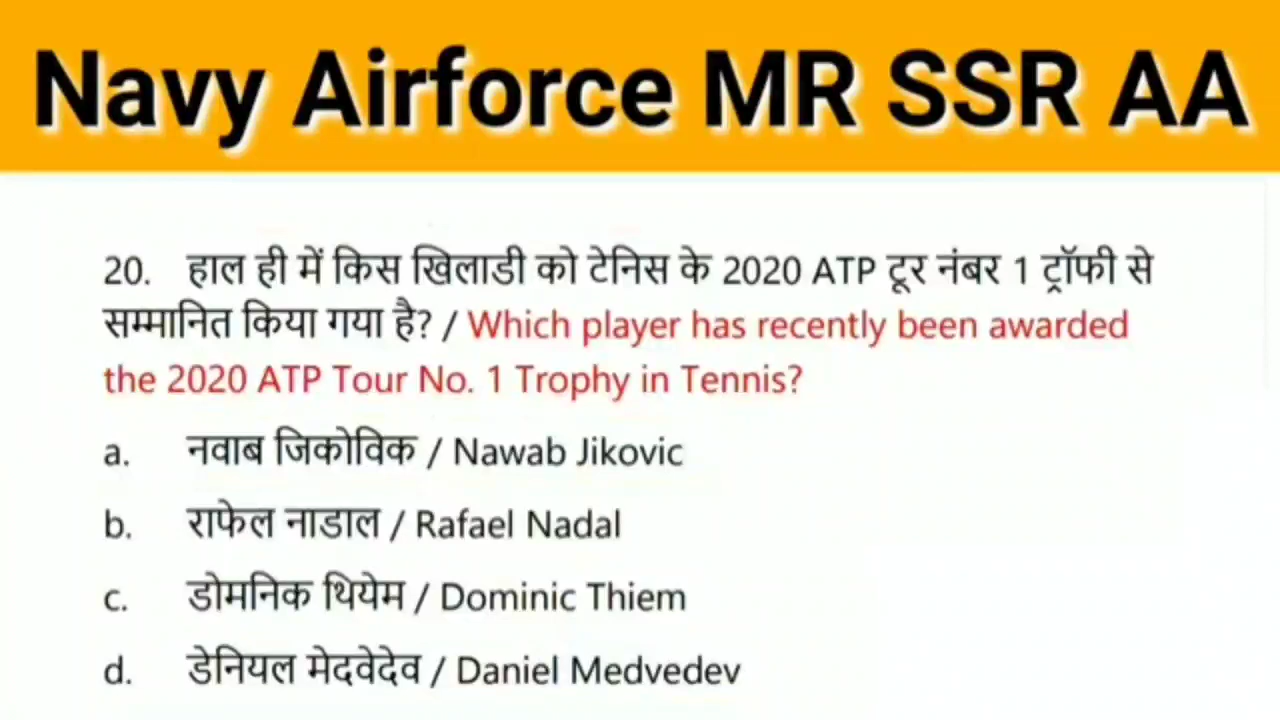 Navy Airforce MR SSR AA
20. हाल ही में किस खिलाडी को टेनिस के 2020 ATP टूर नंबर 1 ट्रॉफी से
सम्मानित किया गया है? / Which player has recently been awarded
the 2020 ATP Tour No. 1 Trophy in Tennis?
a. नवाब जिकोविक / Nawab Jikovic
b. राफेल नाडाल / Rafael Nadal
c. डोमनिक थियेम / Dominic Thiem
d. डेनियल मेदवेदेव / Daniel Medvedev